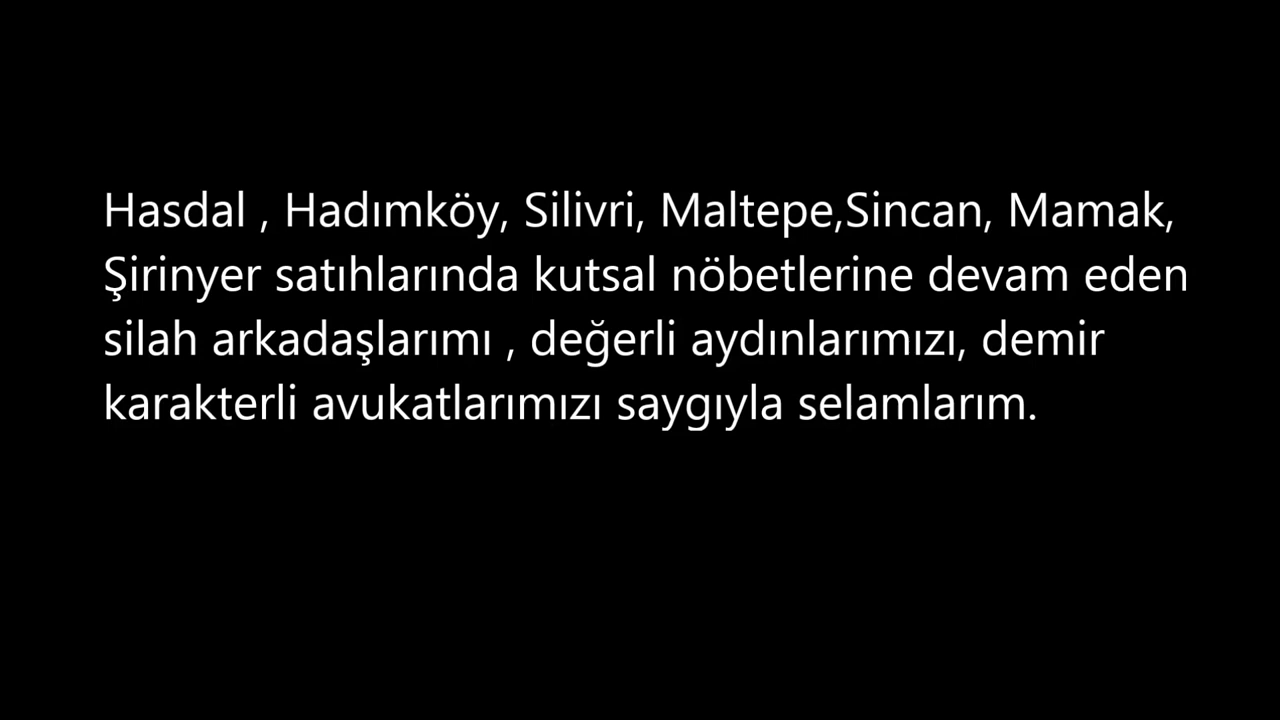 Hasdal , Hadımköy, Silivri, Maltepe,Sincan, Mamak,
Şirinyer satıhlarında kutsal nöbetlerine devam eden
silah arkadaşlarımı , değerli aydınlarımızı, demir
karakterli avukatlarımızı saygıyla selamlarım.